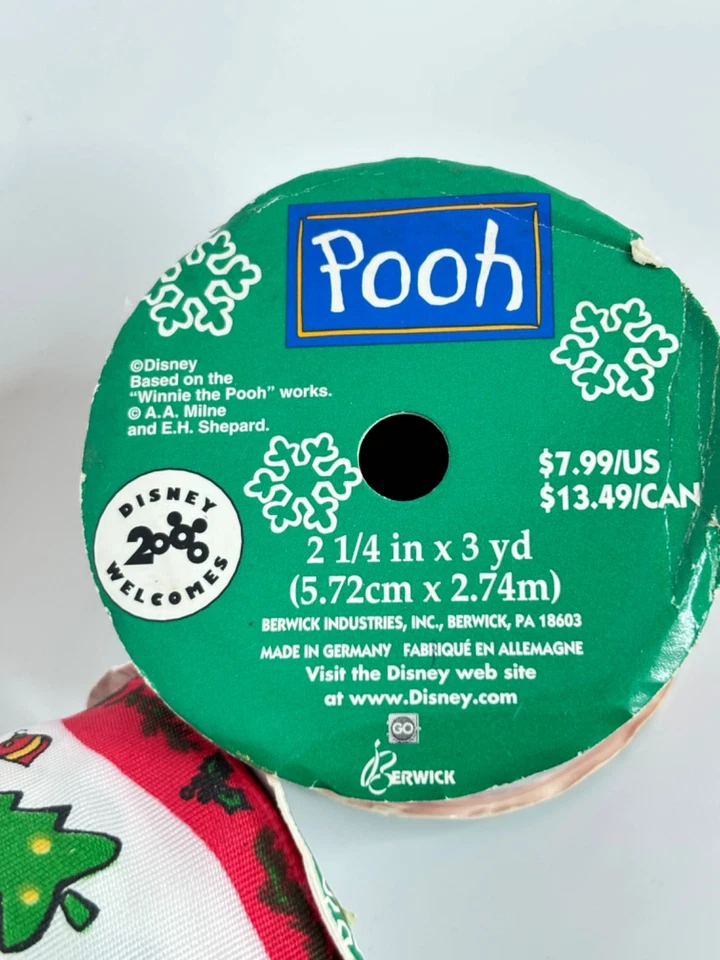 Pooh
©Disney
Based on the
“Winnie the Pooh” works.
© A.A. Milne
and E.H. Shepard.
$7.99/US
$13.49/CAN
DISNEY
2000
WELCOMES
2 1/4 in x 3 yd
(5.72cm x 2.74m)
BERWICK INDUSTRIES, INC., BERWICK, PA 18603
MADE IN GERMANY FABRIQUÉ EN ALLEMAGNE
Visit the Disney web site
at www.Disney.com
GO
BERWICK